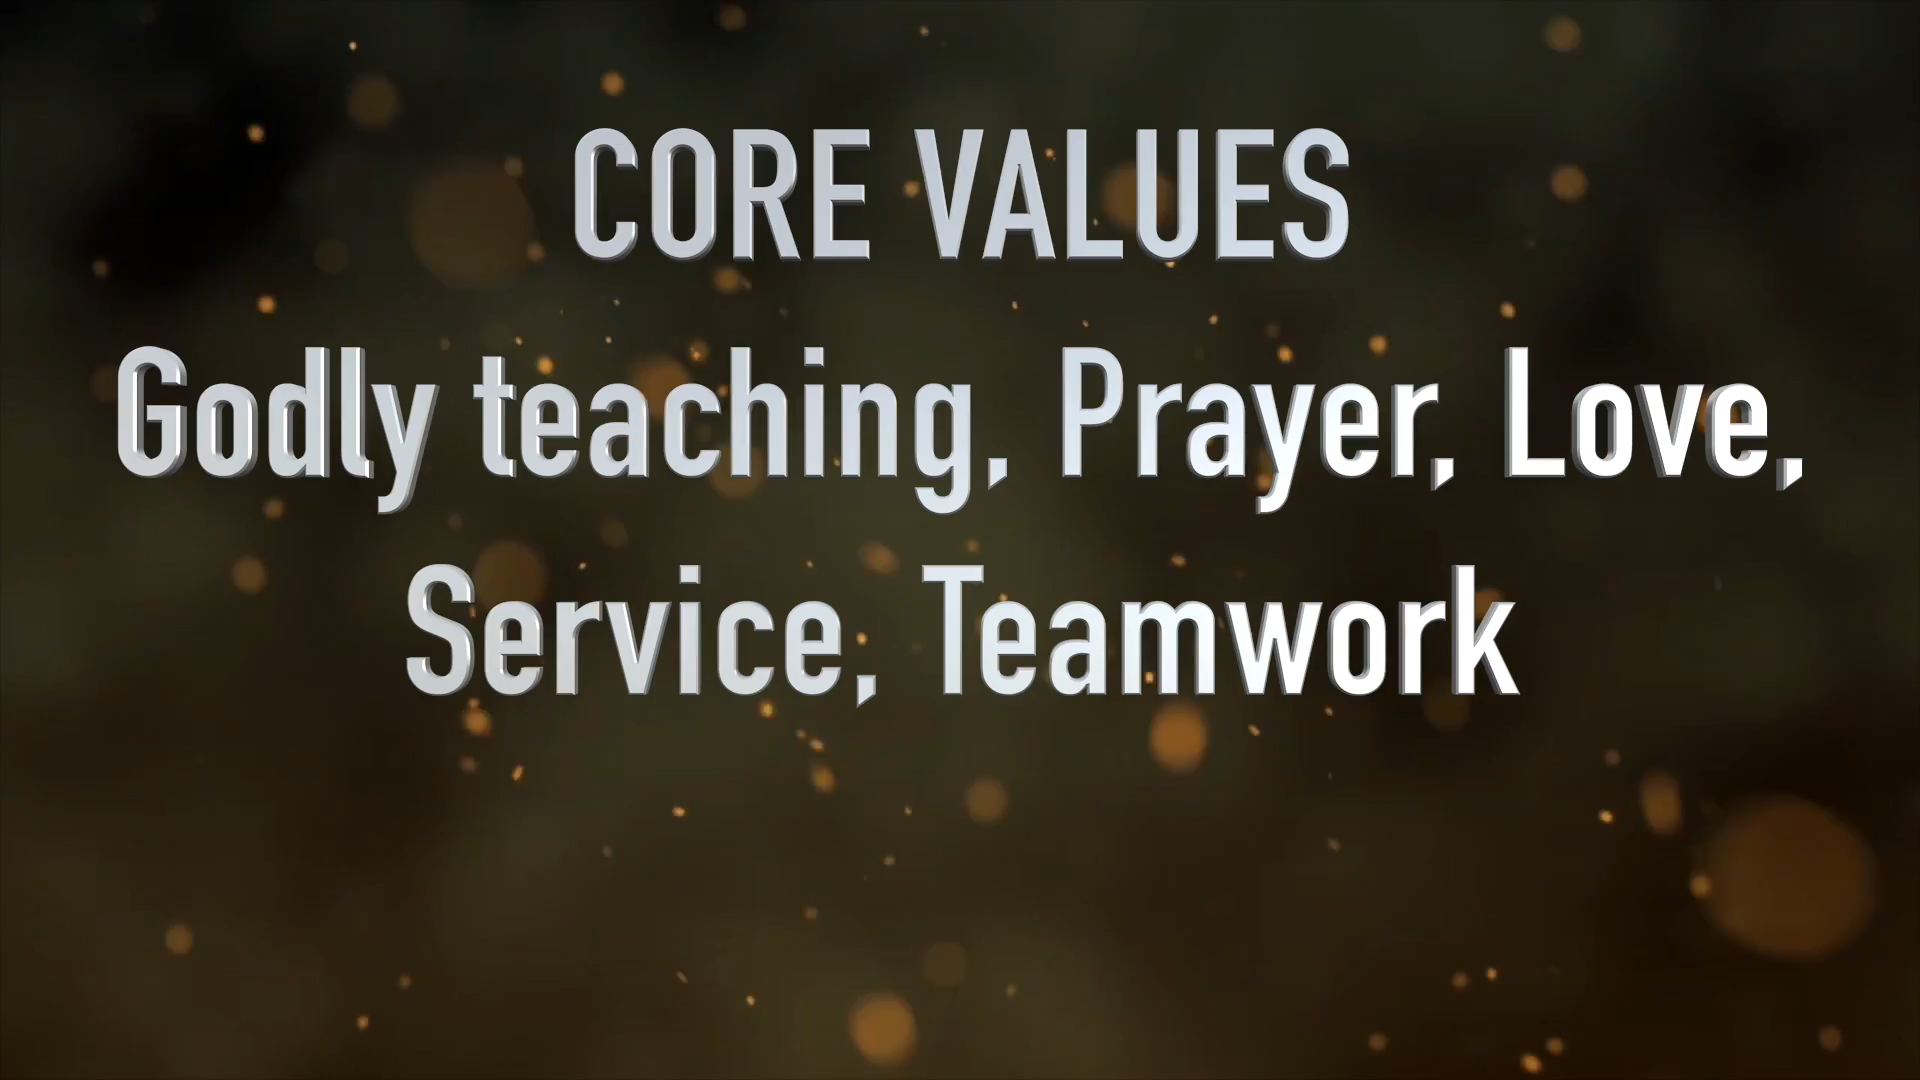 CORE VALUES
Godly teaching, Prayer, Love,
Service, Teamwork